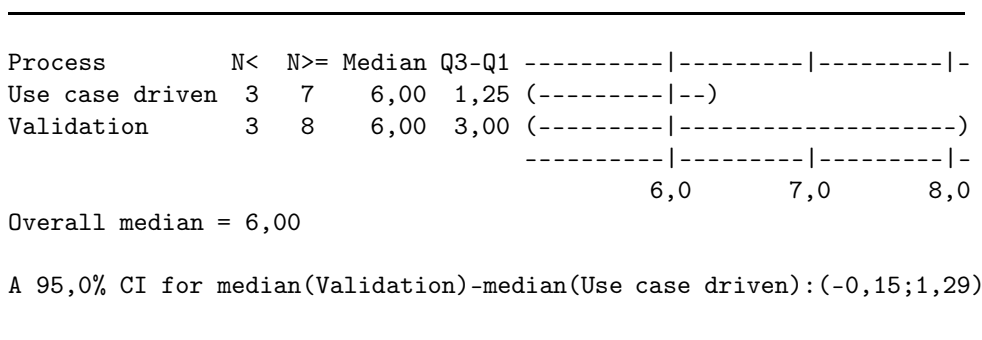 Process         N<  N>= Median Q3-Q1 ----------|---------|---------|-
Use case driven  3   7    6,00  1,25 (---------|--)
Validation       3   8    6,00  3,00 (---------|--------------------)
                                     ----------|---------|---------|-
                                              6,0       7,0       8,0
Overall median = 6,00
A 95,0% CI for median(Validation)-median(Use case driven):(-0,15;1,29)